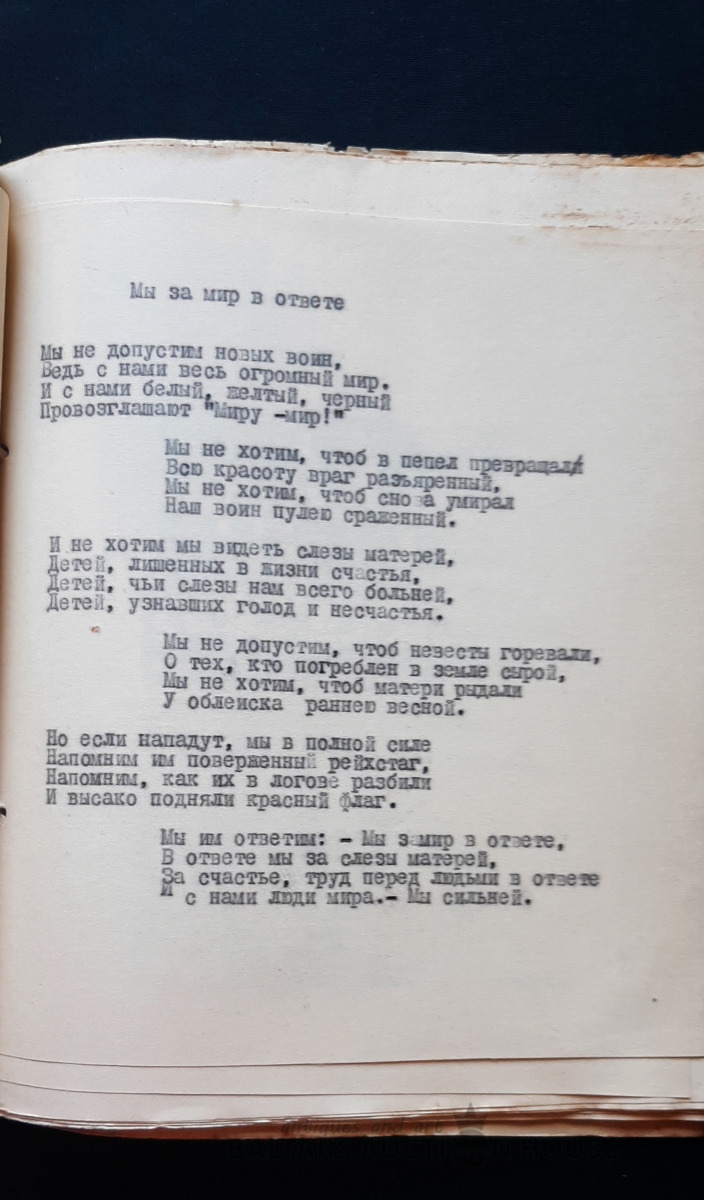 Мы за мир в ответе
Мы не допустим новых воин,
Ведь с нами весь огромный мир.
И с нами белый, желтый, черный
Провозглашают "Миру -мир!"
Мы не хотим, чтоб в пепел превращал
Всю красоту враг разъяренный,
Мы не хотим, чтоб снова умирал
Наш воин пулею сраженный.
И не хотим мы видеть слезы матерей,
Детей, лишенных в жизни счастья,
Детей, чьи слезы нам всего больней,
Детей, узнавших голод и несчастья.
Мы не допустим, чтоб невесты горевали,
О тех, кто погреблен в земле сырой,
Мы не хотим, чтоб матери рыдали
У облеиска раннею весной.
Но если нападут, мы в полной силе
Напомним им поверженный рейхстаг,
Напомним, как их в логове разбили
И высако подняли красный флаг.
Мы им ответим: - Мы за мир в ответе,
В ответе мы за слезы матерей,
За счастье, труд перед людьми в ответе
И с нами люди мира.- Мы сильней.
antiques and art